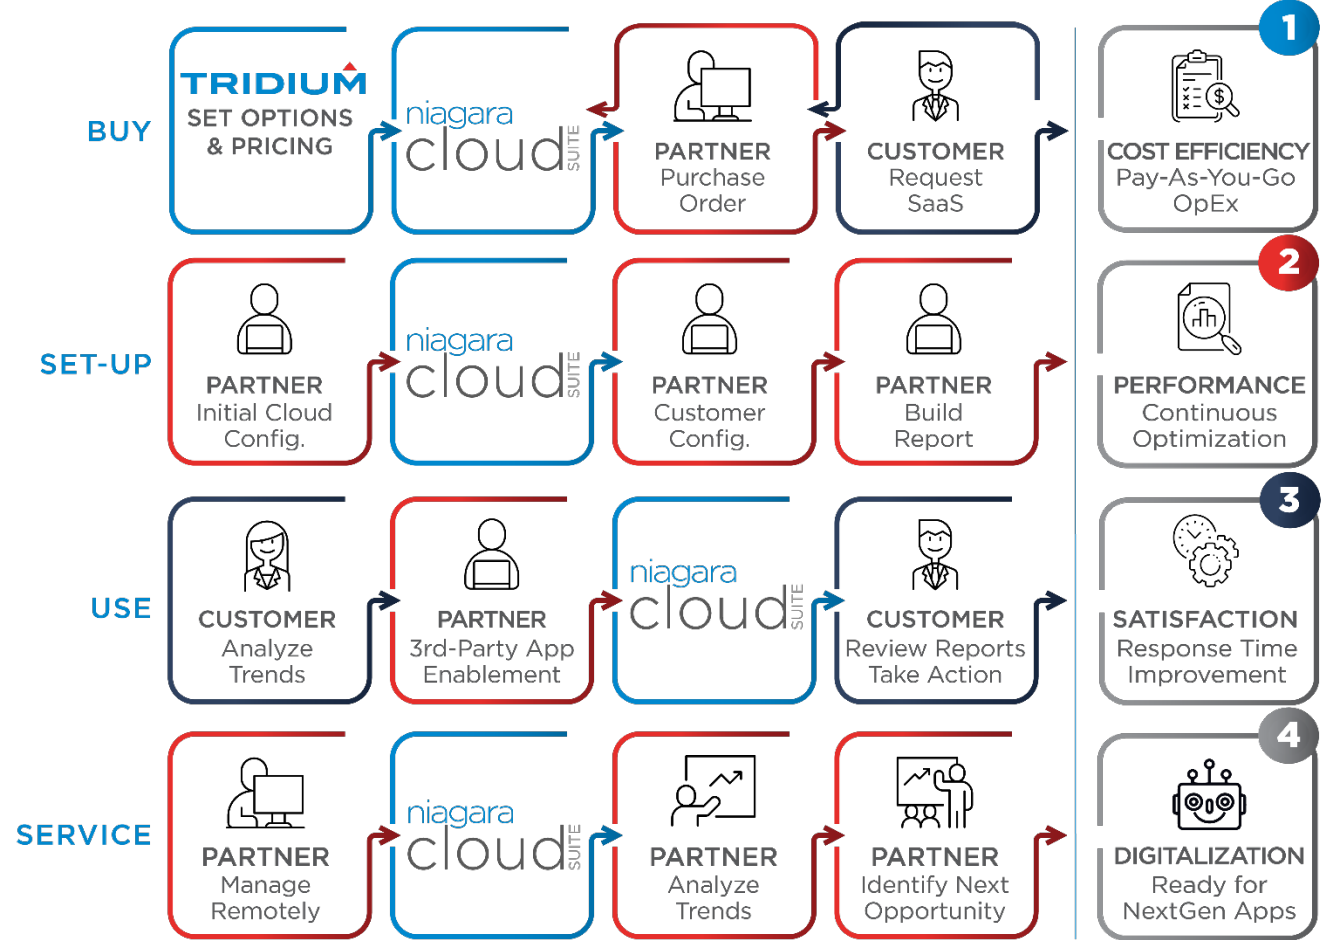 BUY
TRIDIUM
SET OPTIONS
& PRICING
niagara
cloud
SUITE
PARTNER
Purchase
Order
CUSTOMER
Request
SaaS
1
$
COST EFFICIENCY
Pay-As-You-Go
OpEx
SET-UP
PARTNER
Initial Cloud
Config.
niagara
cloud
SUITE
PARTNER
Customer
Config.
PARTNER
Build
Report
2
PERFORMANCE
Continuous
Optimization
USE
CUSTOMER
Analyze
Trends
PARTNER
3rd-Party App
Enablement
niagara
cloud
SUITE
CUSTOMER
Review Reports
Take Action
3
SATISFACTION
Response Time
Improvement
SERVICE
PARTNER
Manage
Remotely
niagara
cloud
SUITE
PARTNER
Analyze
Trends
PARTNER
Identify Next
Opportunity
4
DIGITALIZATION
Ready for
NextGen Apps